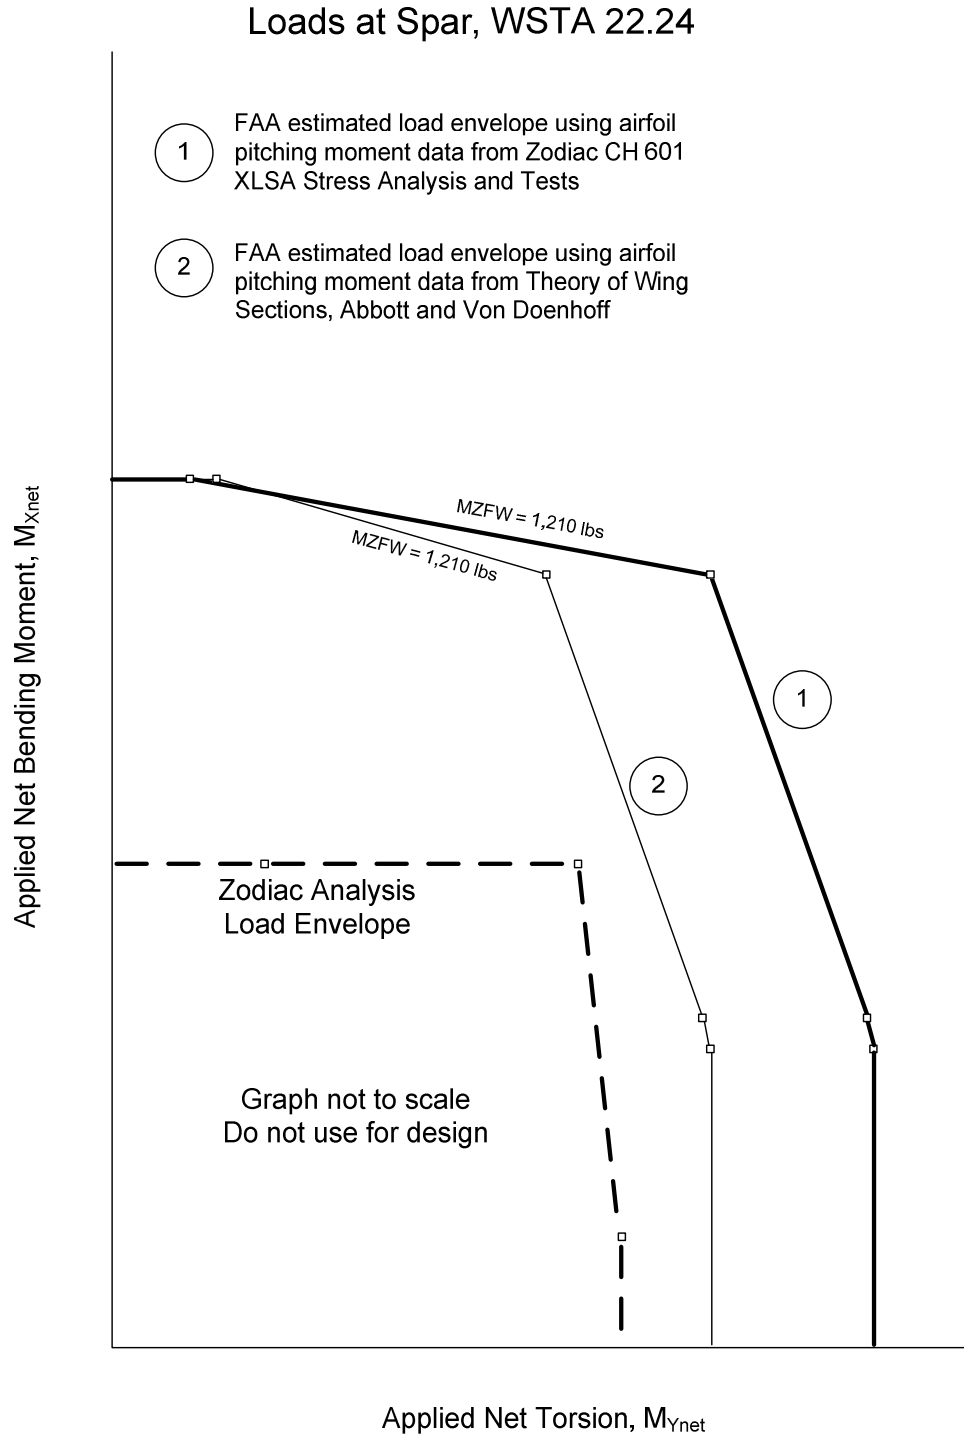 Loads at Spar, WSTA 22.24
1
FAA estimated load envelope using airfoil
pitching moment data from Zodiac CH 601
XLSA Stress Analysis and Tests
2
FAA estimated load envelope using airfoil
pitching moment data from Theory of Wing
Sections, Abbott and Von Doenhoff
MZFW = 1,210 lbs
MZFW = 1,210 lbs
1
2
Applied Net Bending Moment, MXnet
Zodiac Analysis
Load Envelope
Graph not to scale
Do not use for design
Applied Net Torsion, MYnet